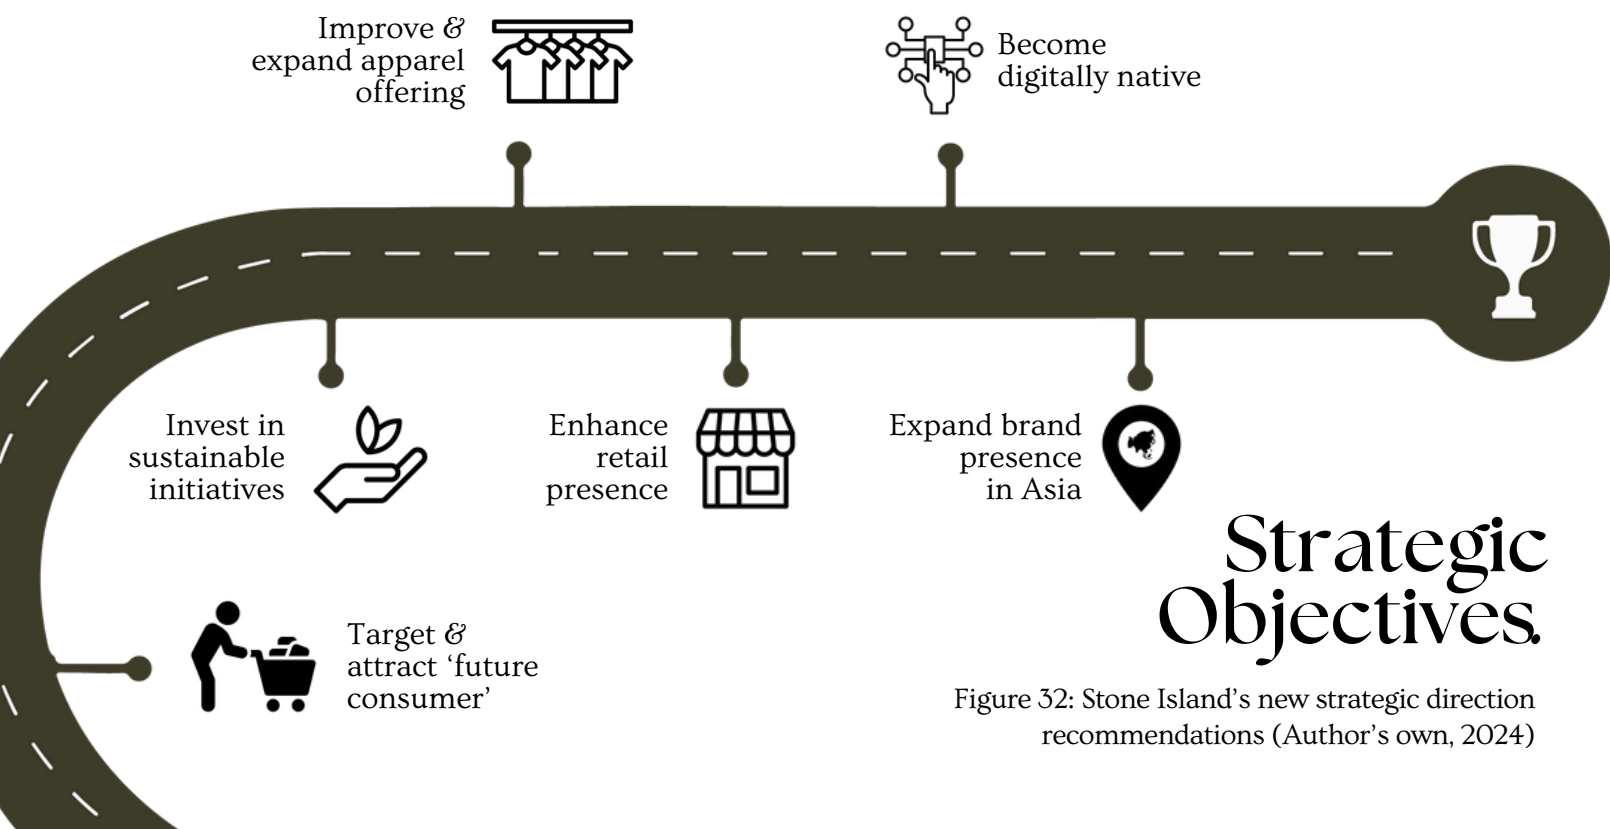 Improve &
expand apparel
offering
Become
digitally native
Invest in
sustainable
initiatives
Enhance
retail
presence
Expand brand
presence
in Asia
Target &
attract ‘future
consumer’
Strategic
Objectives.
Figure 32: Stone Island’s new strategic direction
recommendations (Author’s own, 2024)